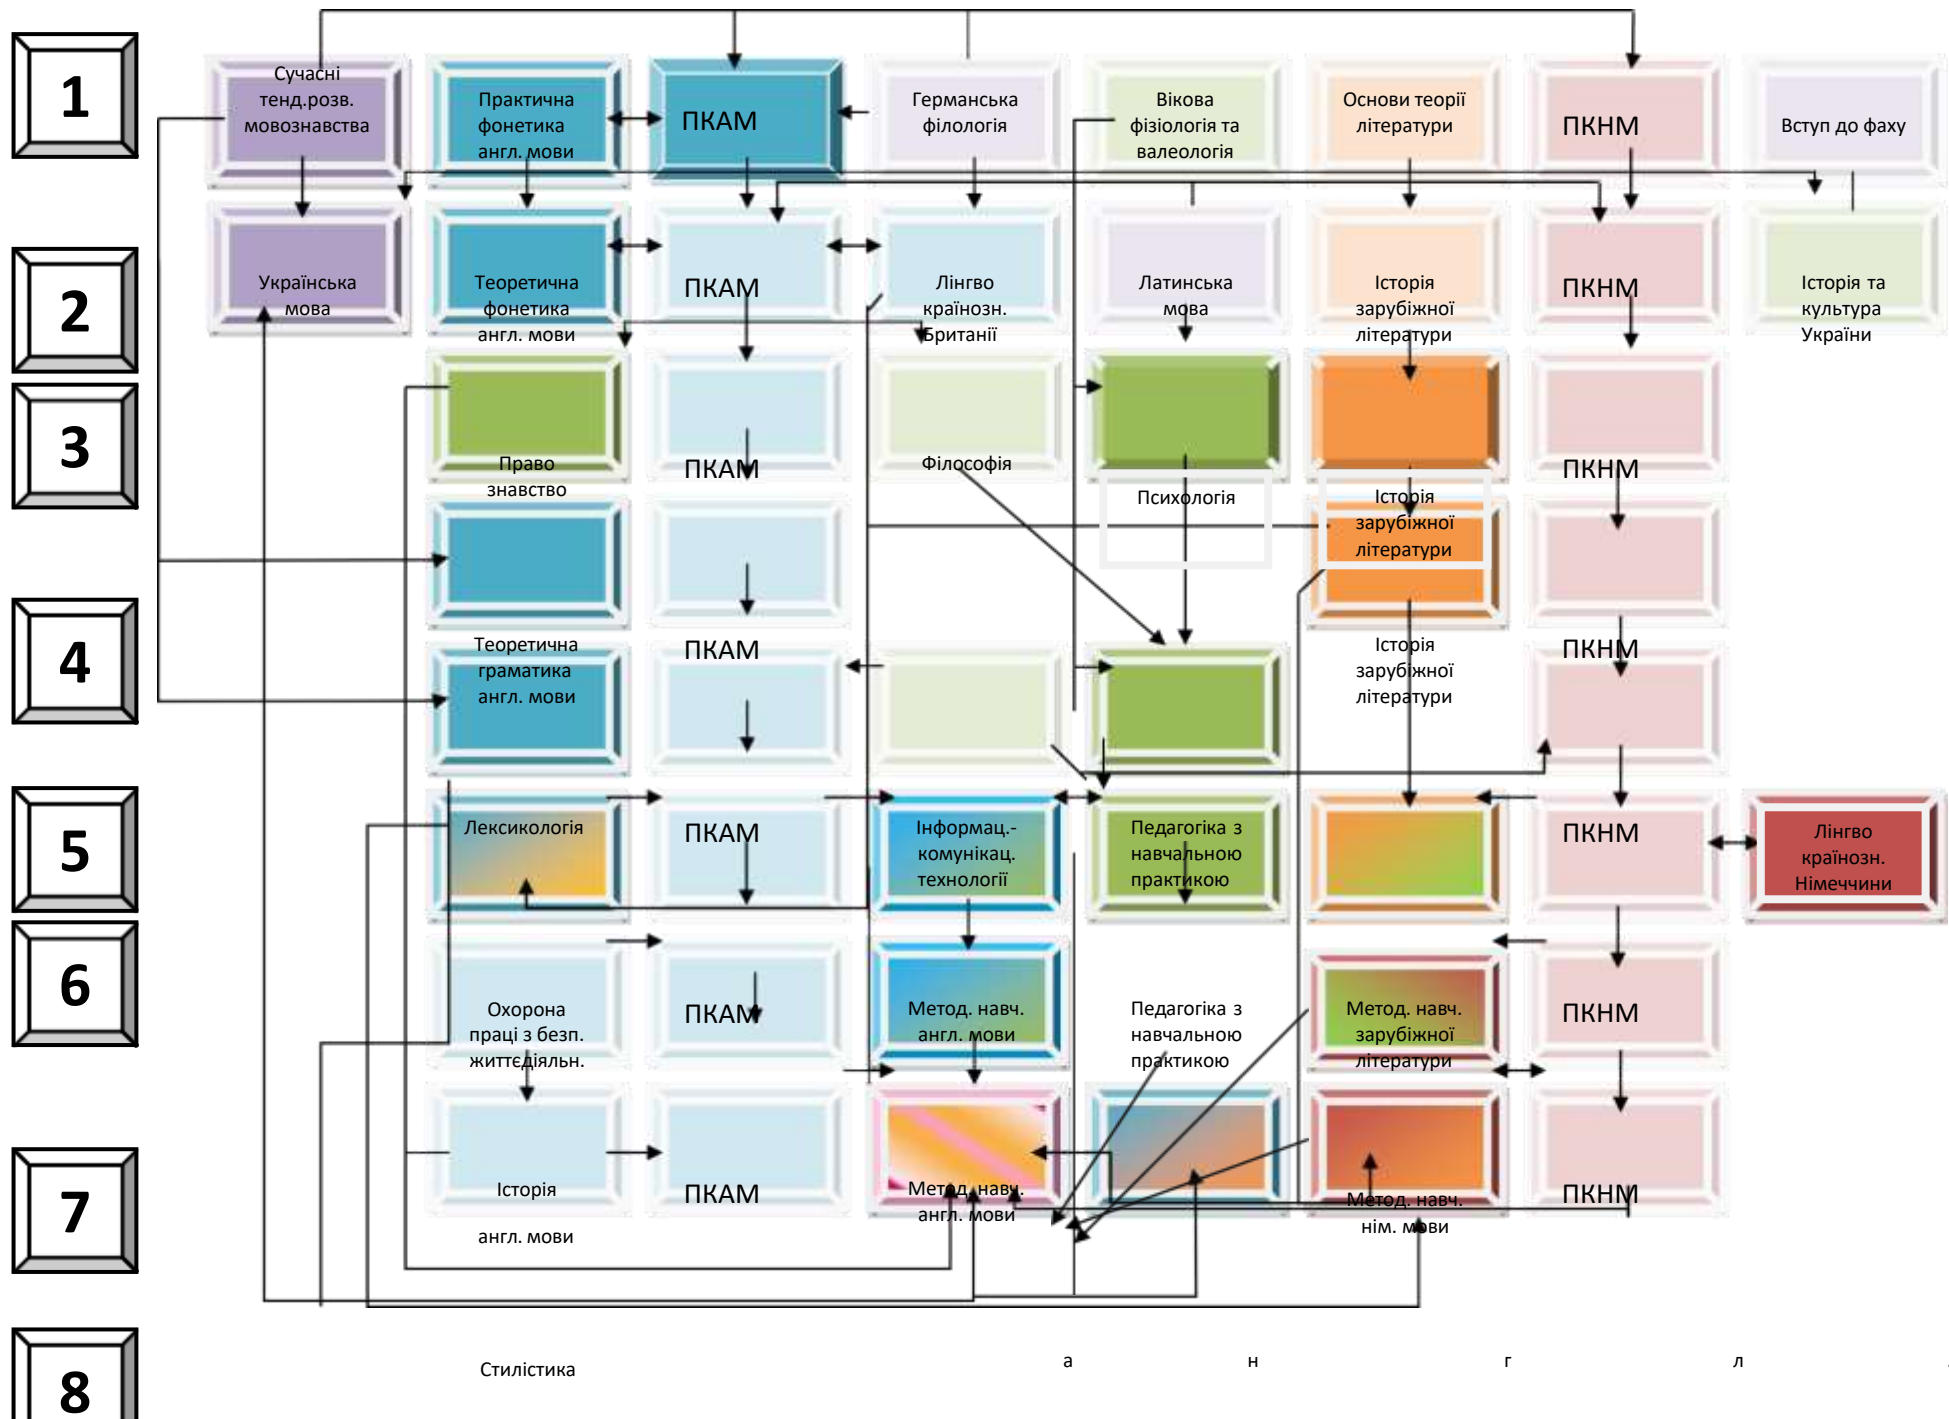 1
Сучасні
тенд.розв.
мовознавства
Практична
фонетика
англ. мови
ПКАМ
Германська
філологія
Вікова
фізіологія та
валеологія
Основи теорії
літератури
ПКНМ
Вступ до фаху
2
Українська
мова
Теоретична
фонетика
англ. мови
ПКАМ
Лінгво
країнозн.
Британії
Латинська
мова
Історія
зарубіжної
літератури
ПКНМ
Історія та
культура
України
3
Право
знавство
ПКАМ
Філософія
Психологія
Історія
зарубіжної
літератури
ПКНМ
4
Теоретична
граматика
англ. мови
ПКАМ
Історія
зарубіжної
літератури
ПКНМ
5
Лексикологія
ПКАМ
Інформац.-
комунікац.
технології
Педагогіка з
навчальною
практикою
ПКНМ
Лінгво
країнозн.
Німеччини
6
Охорона
праці з безп.
життєдіяльн.
ПКАМ
Метод. навч.
англ. мови
Педагогіка з
навчальною
практикою
Метод. навч.
зарубіжної
літератури
ПКНМ
7
Історія
англ. мови
ПКАМ
Метод. навч.
англ. мови
Метод. навч.
нім. мови
ПКНМ
8
Стилістика а н г л .